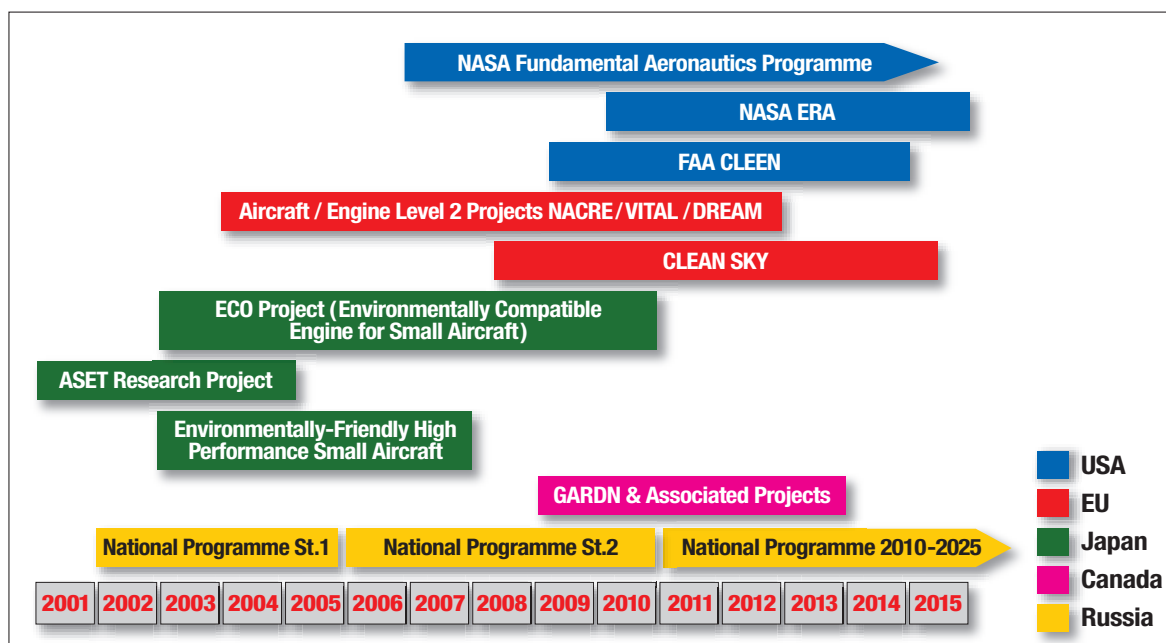 NASA Fundamental Aeronautics Programme
NASA ERA
FAA CLEEN
Aircraft / Engine Level 2 Projects NACRE / VITAL / DREAM
CLEAN SKY
ECO Project (Environmentally Compatible
Engine for Small Aircraft)
ASET Research Project
Environmentally-Friendly High
Performance Small Aircraft
GARDN & Associated Projects
National Programme St.1
National Programme St.2
National Programme 2010-2025
2001 2002 2003 2004 2005 2006 2007 2008 2009 2010 2011 2012 2013 2014 2015
USA
EU
Japan
Canada
Russia